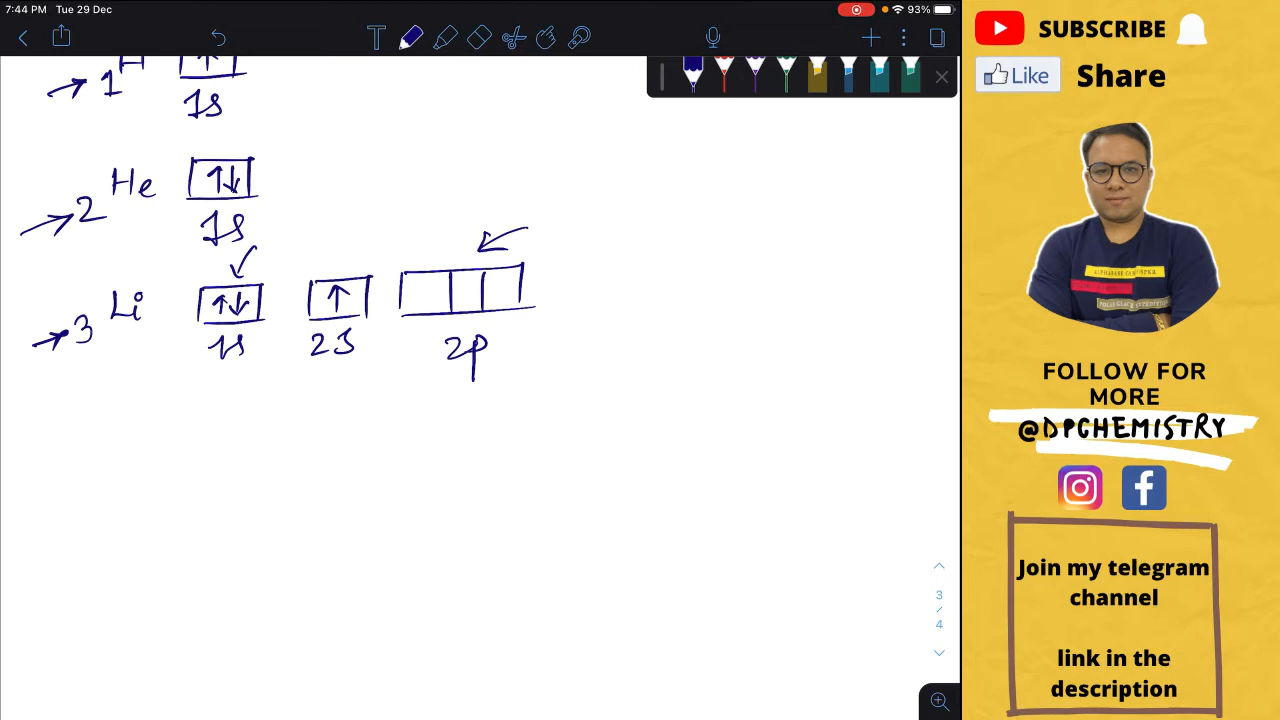 7:44 PM Tue 29 Dec
93%
1 H ↑
1s
2 He ↑↓
1s
3 Li ↑↓ ↑
1s 2s 2p
3
/
4
SUBSCRIBE
Like Share
FOLLOW FOR
MORE
@DPCHEMISTRY
Join my telegram
channel
link in the
description